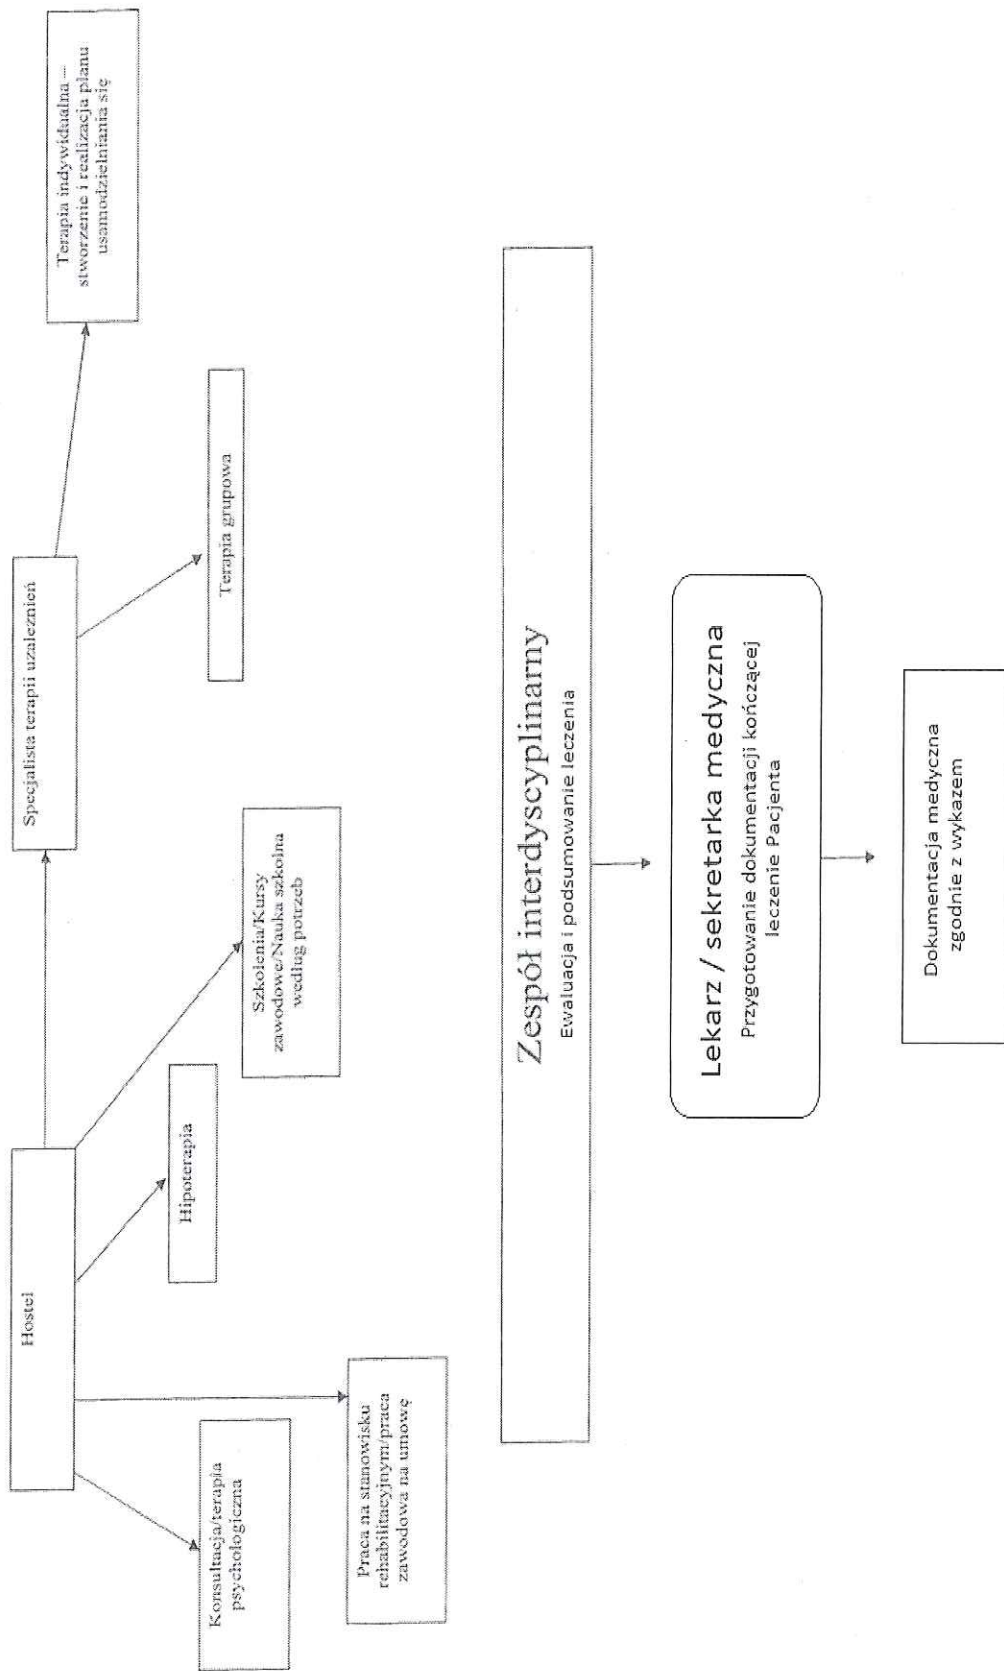 Hostel
Specjalista terapii uzależnień
Terapia indywidualna –
stworzenie i realizacja planu
usamodzielniania się
Konsultacja/terapia
psychologiczna
Hipoterapia
Terapia grupowa
Szkolenia/Kursy
zawodowe/Nauka szkolna
według potrzeb
Praca na stanowisku
rehabilitacyjnym/praca
zawodowa na umowę
Zespół interdyscyplinarny
Ewaluacja i podsumowanie leczenia
Lekarz / sekretarka medyczna
Przygotowanie dokumentacji kończącej
leczenie Pacjenta
Dokumentacja medyczna
zgodnie z wykazem